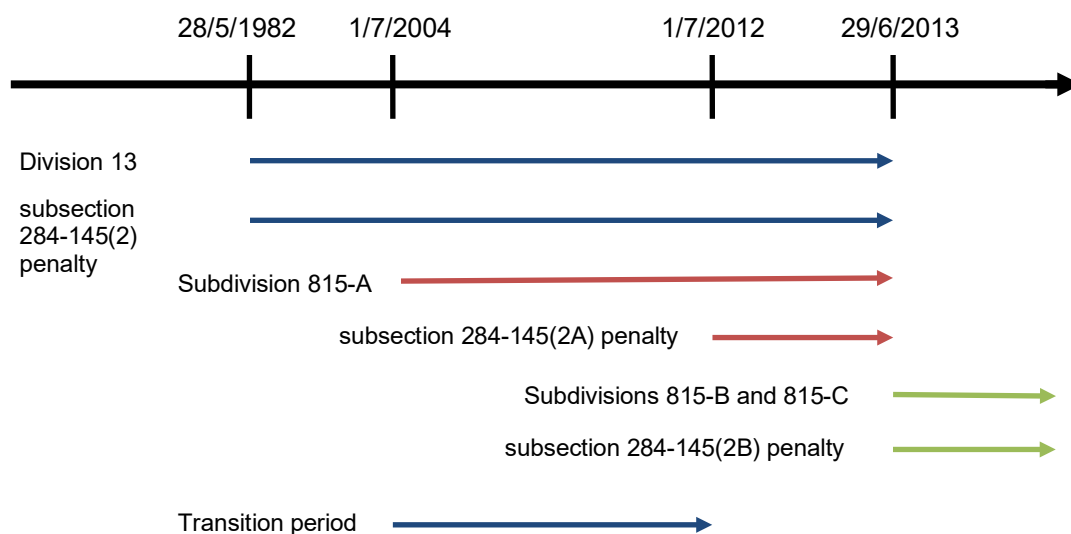 28/5/1982 1/7/2004 1/7/2012 29/6/2013
Division 13
subsection
284-145(2)
penalty
Subdivision 815-A
subsection 284-145(2A) penalty
Subdivisions 815-B and 815-C
subsection 284-145(2B) penalty
Transition period